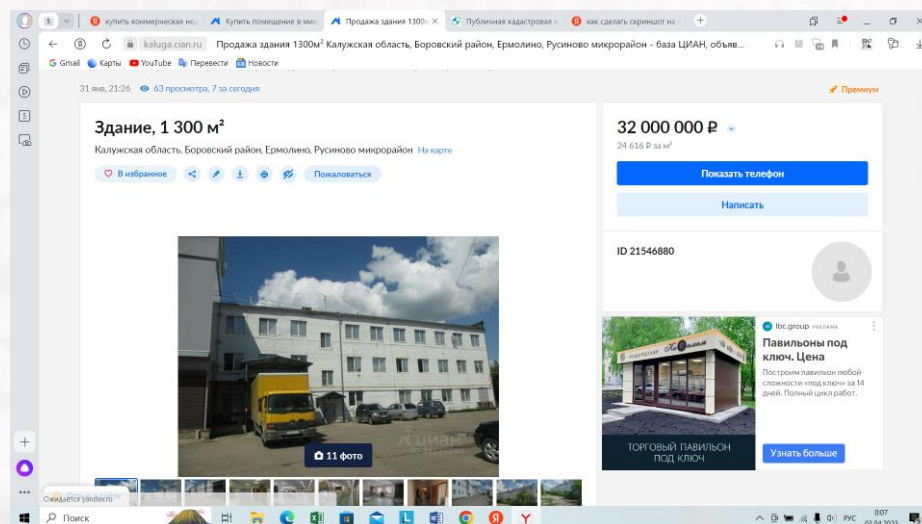 купить коммерческая не
Купить помещение в мик
Продажа здания 1300
Публичная кадастровая к
как сделать скриншот на
kaluga.cian.ru Продажа здания 1300м² Калужская область, Боровский район, Ермолино, Русиново микрорайон - база ЦИАН, объяв...
Gmail Карты YouTube Перевести Новости
31 янв, 21:26 63 просмотра, 7 за сегодня
Премиум
Здание, 1 300 м²
Калужская область, Боровский район, Ермолино, Русиново микрорайон На карте
В избранное Пожаловаться
ЦИАН
11 фото
32 000 000 ₽
24 616 ₽ за м²
Показать телефон
Написать
ID 21546880
lbc.group РЕКЛАМА
Павильоны под
ключ. Цена
Построим павильон любой
сложности «под ключ» за 14
дней. Полный цикл работ.
Узнать больше
ТОРГОВЫЙ ПАВИЛЬОН
ПОД КЛЮЧ
Ожидается yandex.ru
Поиск
РУС
0:07